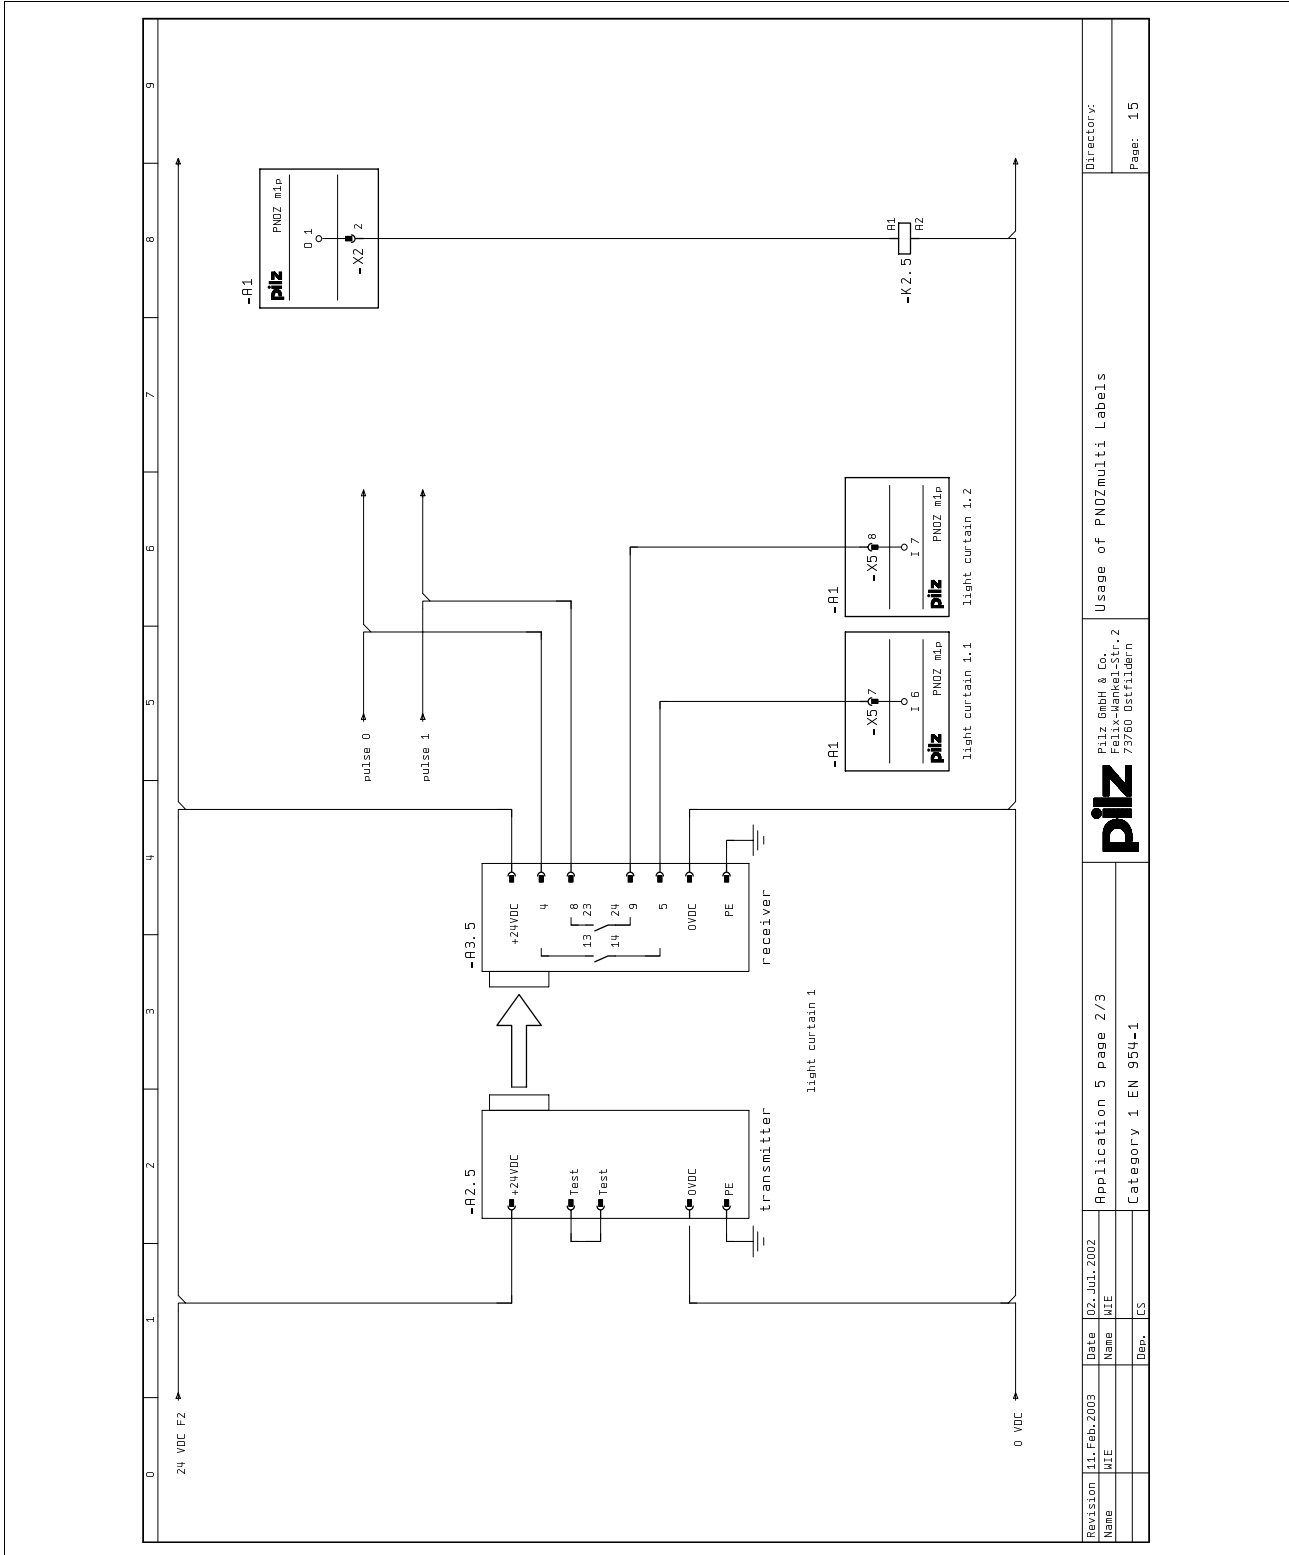 0 1 2 3 4 5 6 7 8 9
24 VDC F2
-A1
pilz PNOZ m1p
O 1
-X2 2
pulse 0
pulse 1
-A2.5
+24VDC
Test
Test
0VDC
PE
transmitter
-A3.5
+24VDC
4
8
13 23
14 24
9
5
0VDC
PE
receiver
light curtain 1
-A1
-X5 7
I 6
pilz PNOZ m1p
light curtain 1.1
-A1
-X5 8
I 7
pilz PNOZ m1p
light curtain 1.2
A1
-K2.5
A2
0 VDC
Revision 11.Feb.2003 Date 02.Jul.2002
Name WIE Name WIE
Dep. CS
Application 5 page 2/3
Category 1 EN 954-1
pilz
Pilz GmbH & Co.
Felix-Wankel-Str.2
73760 Ostfildern
Usage of PNOZmulti Labels
Directory:
Page: 15